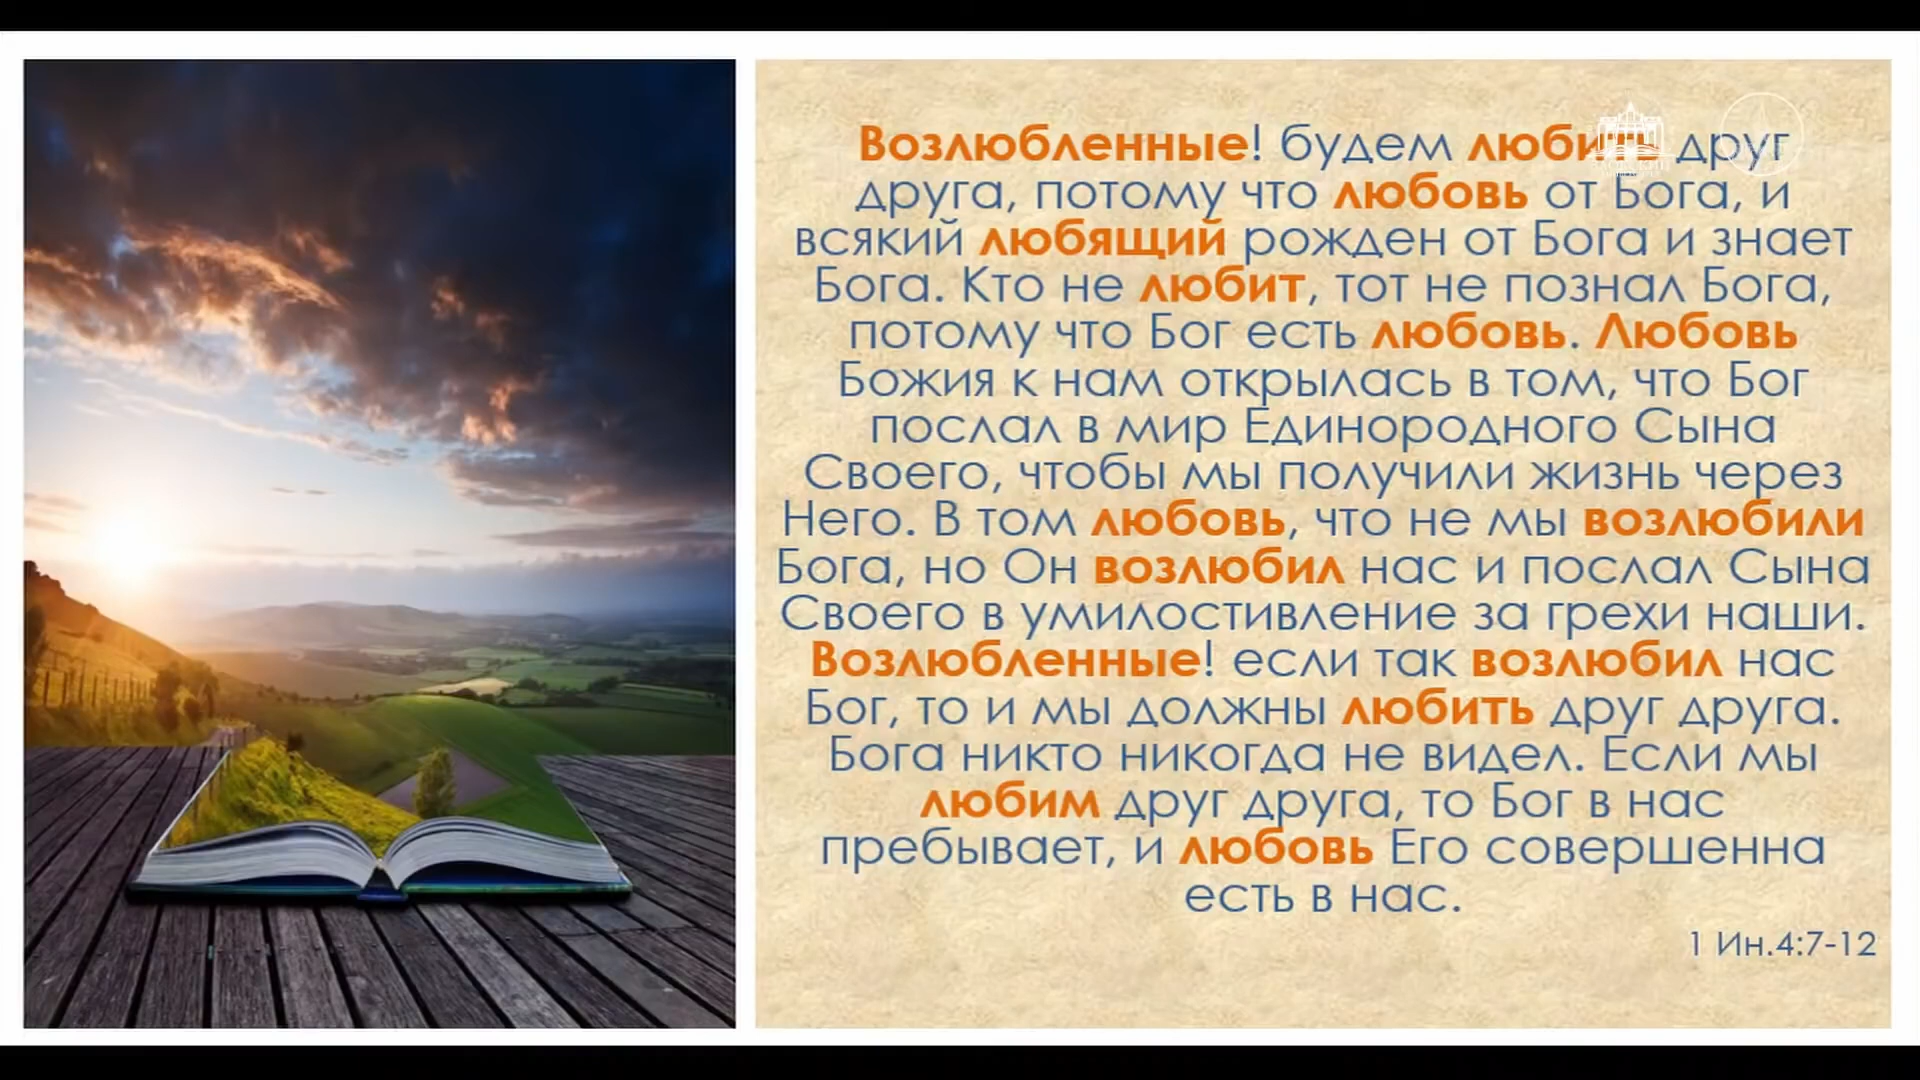 Возлюбленные! будем любить друг
друга, потому что любовь от Бога, и
всякий любящий рожден от Бога и знает
Бога. Кто не любит, тот не познал Бога,
потому что Бог есть любовь. Любовь
Божия к нам открылась в том, что Бог
послал в мир Единородного Сына
Своего, чтобы мы получили жизнь через
Него. В том любовь, что не мы возлюбили
Бога, но Он возлюбил нас и послал Сына
Своего в умилостивление за грехи наши.
Возлюбленные! если так возлюбил нас
Бог, то и мы должны любить друг друга.
Бога никто никогда не видел. Если мы
любим друг друга, то Бог в нас
пребывает, и любовь Его совершенна
есть в нас.
1 Ин.4:7-12